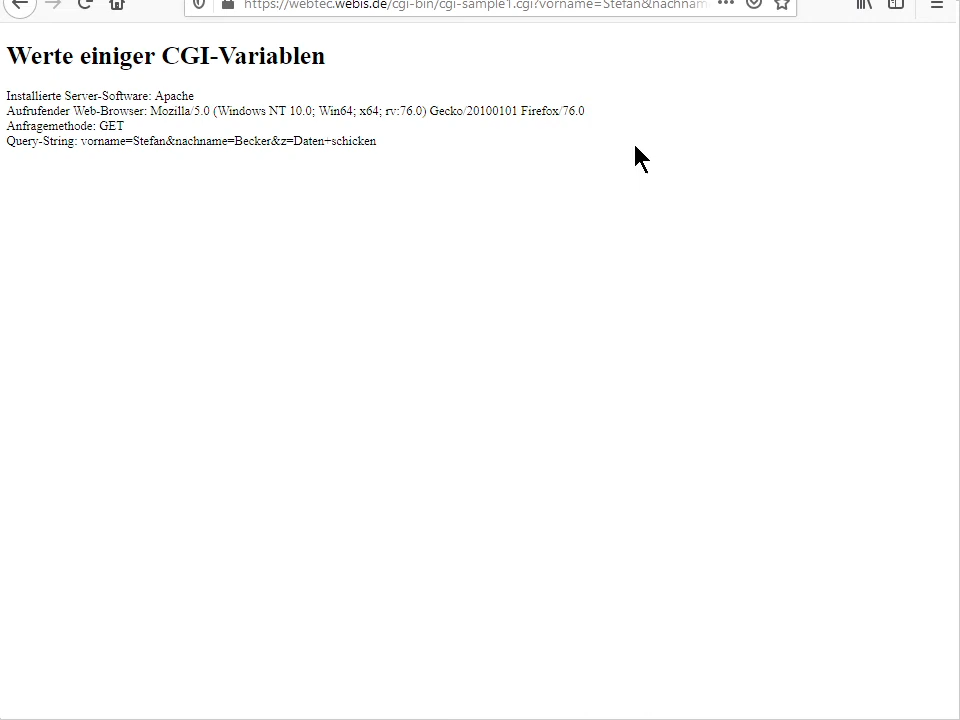 https://webtec.webis.de/cgi-bin/cgi-sample1.cgi?vorname=Stefan&nachnam
Werte einiger CGI-Variablen
Installierte Server-Software: Apache
Aufrufender Web-Browser: Mozilla/5.0 (Windows NT 10.0; Win64; x64; rv:76.0) Gecko/20100101 Firefox/76.0
Anfragemethode: GET
Query-String: vorname=Stefan&nachname=Becker&z=Daten+schicken